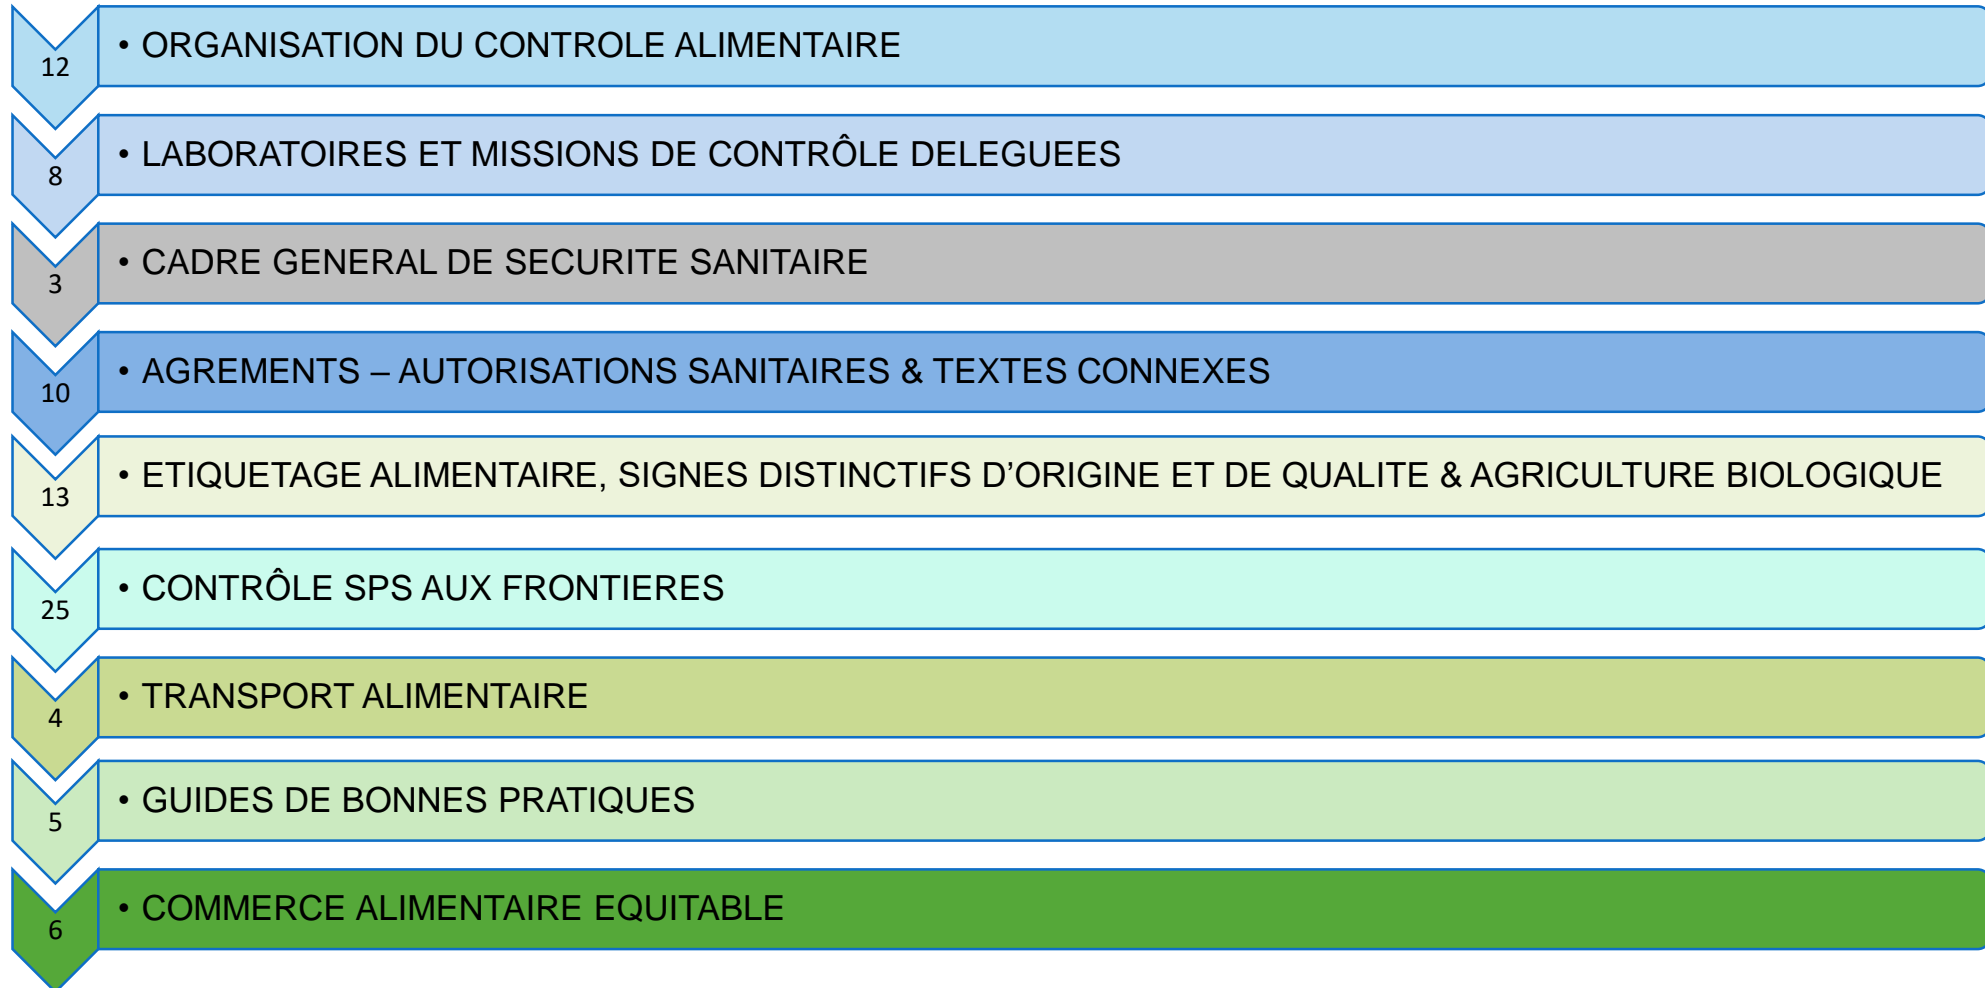 12
• ORGANISATION DU CONTROLE ALIMENTAIRE
8
• LABORATOIRES ET MISSIONS DE CONTRÔLE DELEGUEES
3
• CADRE GENERAL DE SECURITE SANITAIRE
10
• AGREMENTS – AUTORISATIONS SANITAIRES & TEXTES CONNEXES
13
• ETIQUETAGE ALIMENTAIRE, SIGNES DISTINCTIFS D’ORIGINE ET DE QUALITE & AGRICULTURE BIOLOGIQUE
25
• CONTRÔLE SPS AUX FRONTIERES
4
• TRANSPORT ALIMENTAIRE
5
• GUIDES DE BONNES PRATIQUES
6
• COMMERCE ALIMENTAIRE EQUITABLE